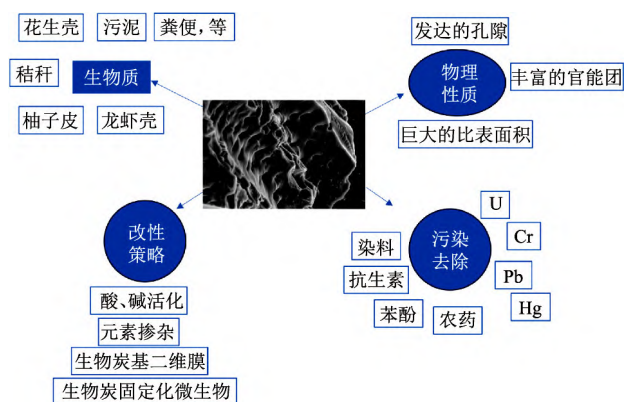 花生壳
污泥
粪便,等
秸秆
生物质
柚子皮
龙虾壳
发达的孔隙
物理
性质
丰富的官能团
巨大的比表面积
改性
策略
酸、碱活化
元素掺杂
生物炭基二维膜
生物炭固定化微生物
污染
去除
U
Cr
Pb
Hg
染料
抗生素
苯酚
农药